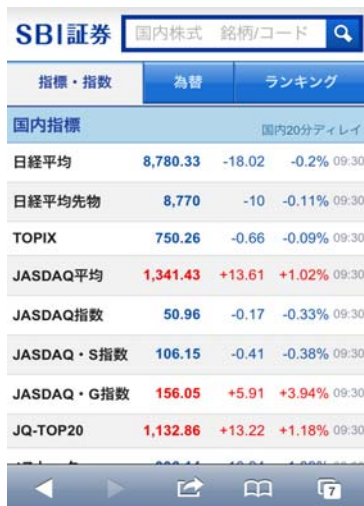 SBI証券 国内株式 銘柄/コード
指標・指数 為替 ランキング
国内指標 国内20分ディレイ
日経平均 8,780.33 -18.02 -0.2% 09:30
日経平均先物 8,770 -10 -0.11% 09:30
TOPIX 750.26 -0.66 -0.09% 09:30
JASDAQ平均 1,341.43 +13.61 +1.02% 09:30
JASDAQ指数 50.96 -0.17 -0.33% 09:30
JASDAQ・S指数 106.15 -0.41 -0.38% 09:30
JASDAQ・G指数 156.05 +5.91 +3.94% 09:30
JQ-TOP20 1,132.86 +13.22 +1.18% 09:30
7